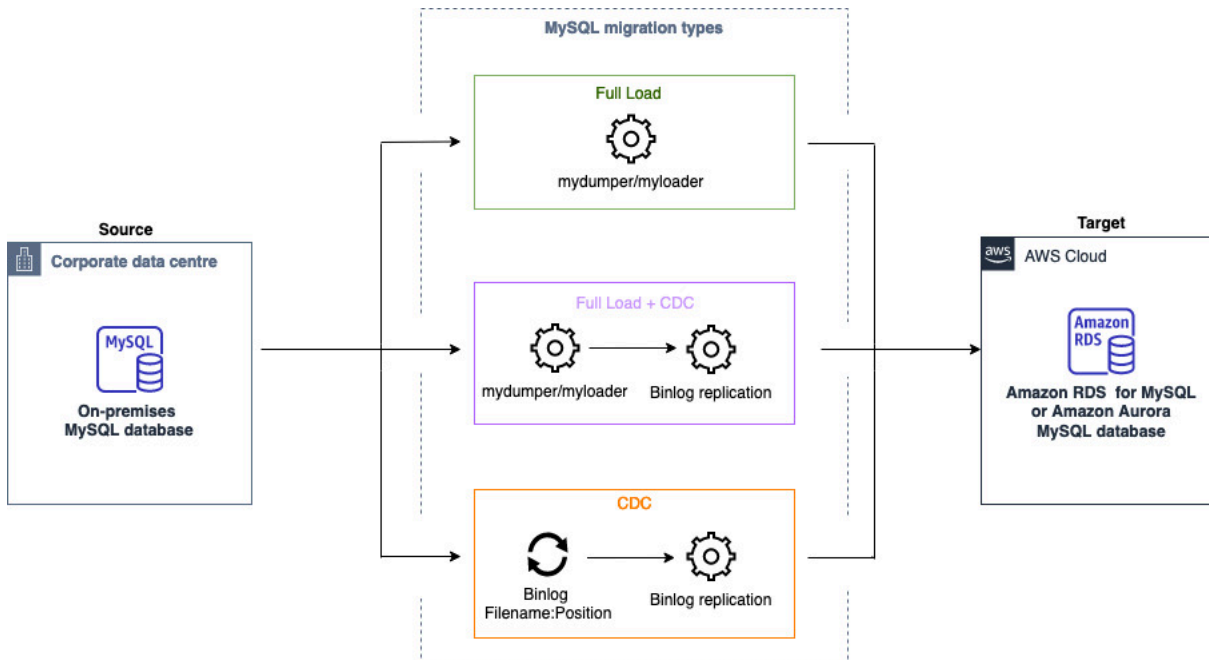 MySQL migration types
Full Load
mydumper/myloader
Source
Corporate data centre
MySQL
On-premises
MySQL database
Full Load + CDC
mydumper/myloader
Binlog replication
CDC
Binlog
Filename:Position
Binlog replication
Target
aws
AWS Cloud
Amazon
RDS
Amazon RDS for MySQL
or Amazon Aurora
MySQL database